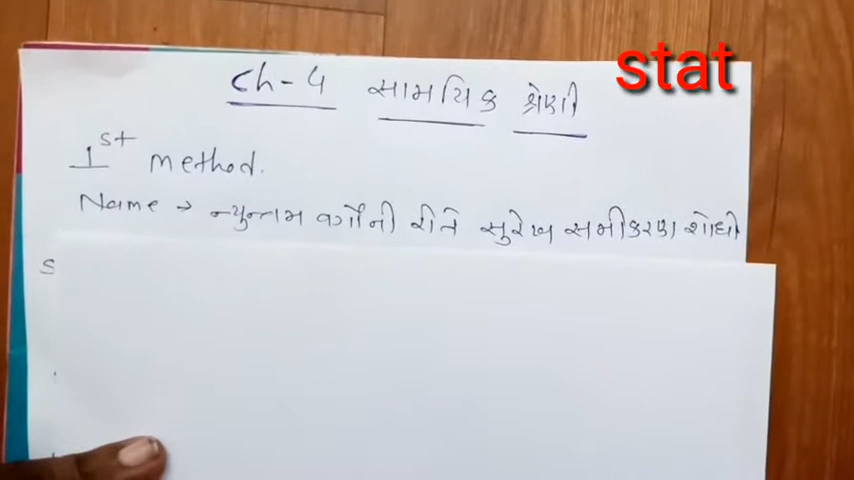 stat
Ch - 4 સામયિક શ્રેણી
1st method.
Name → ન્યુનતમ વર્ગોની રીતે સુરેખ સમીકરણ શોધો
S